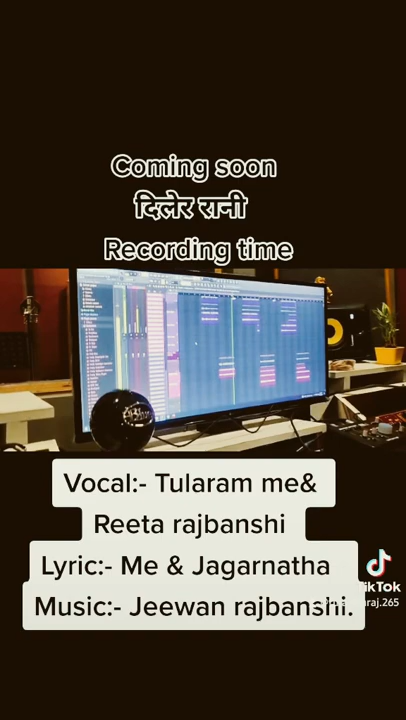 Coming soon
दिलेर रानी
Recording time
Vocal:- Tularam me&
Reeta rajbanshi
Lyric:- Me & Jagarnatha
Music:- Jeewan rajbanshi.
TikTok